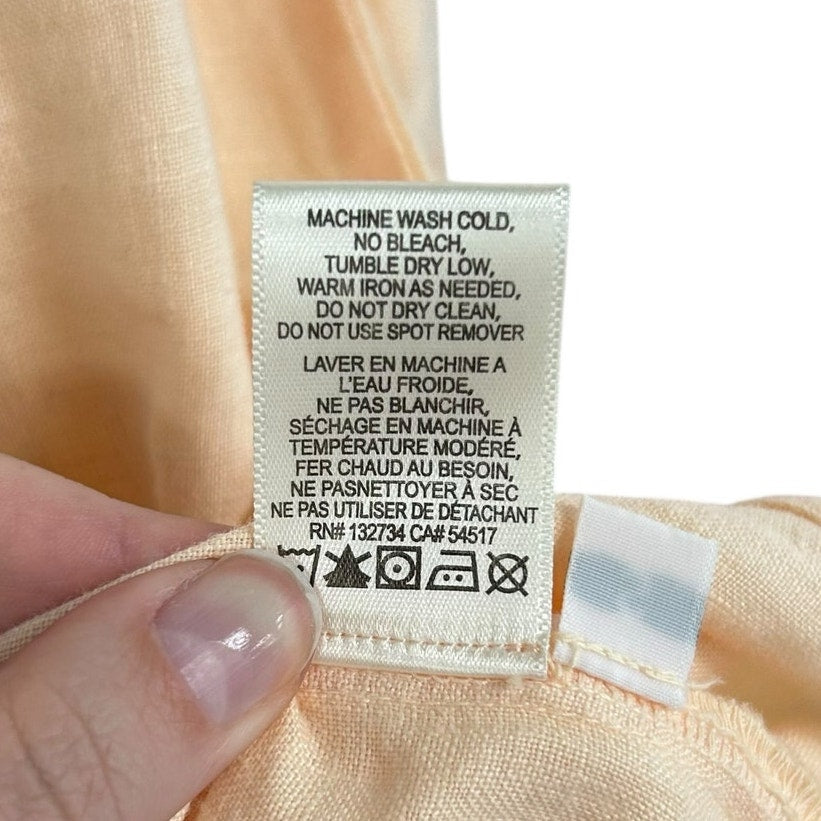 MACHINE WASH COLD,
NO BLEACH,
TUMBLE DRY LOW,
WARM IRON AS NEEDED,
DO NOT DRY CLEAN,
DO NOT USE SPOT REMOVER
LAVER EN MACHINE A
L'EAU FROIDE,
NE PAS BLANCHIR,
SÉCHAGE EN MACHINE À
TEMPÉRATURE MODÉRÉ,
FER CHAUD AU BESOIN,
NE PASNETTOYER À SEC
NE PAS UTILISER DE DÉTACHANT
RN# 132734 CA# 54517